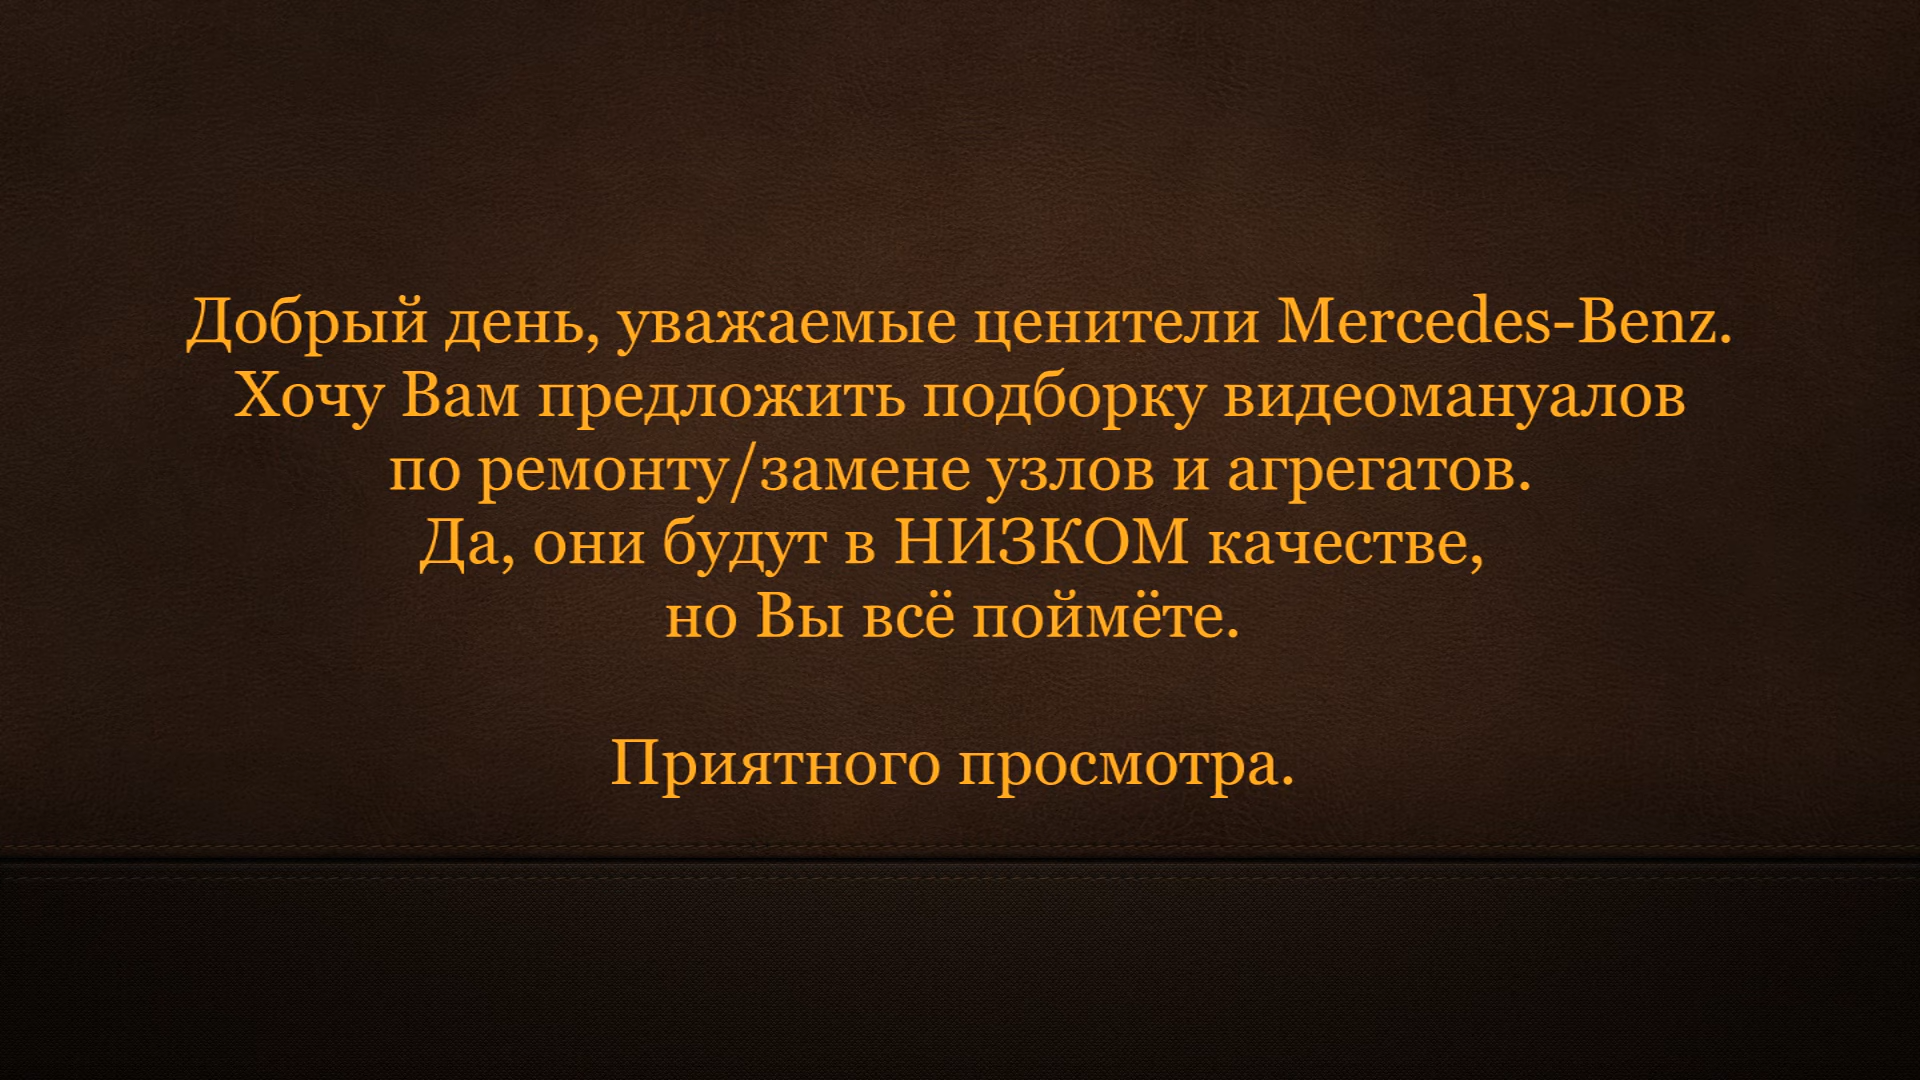 Добрый день, уважаемые ценители Mercedes-Benz.
Хочу Вам предложить подборку видеомануалов
по ремонту/замене узлов и агрегатов.
Да, они будут в НИЗКОМ качестве,
но Вы всё поймёте.
Приятного просмотра.